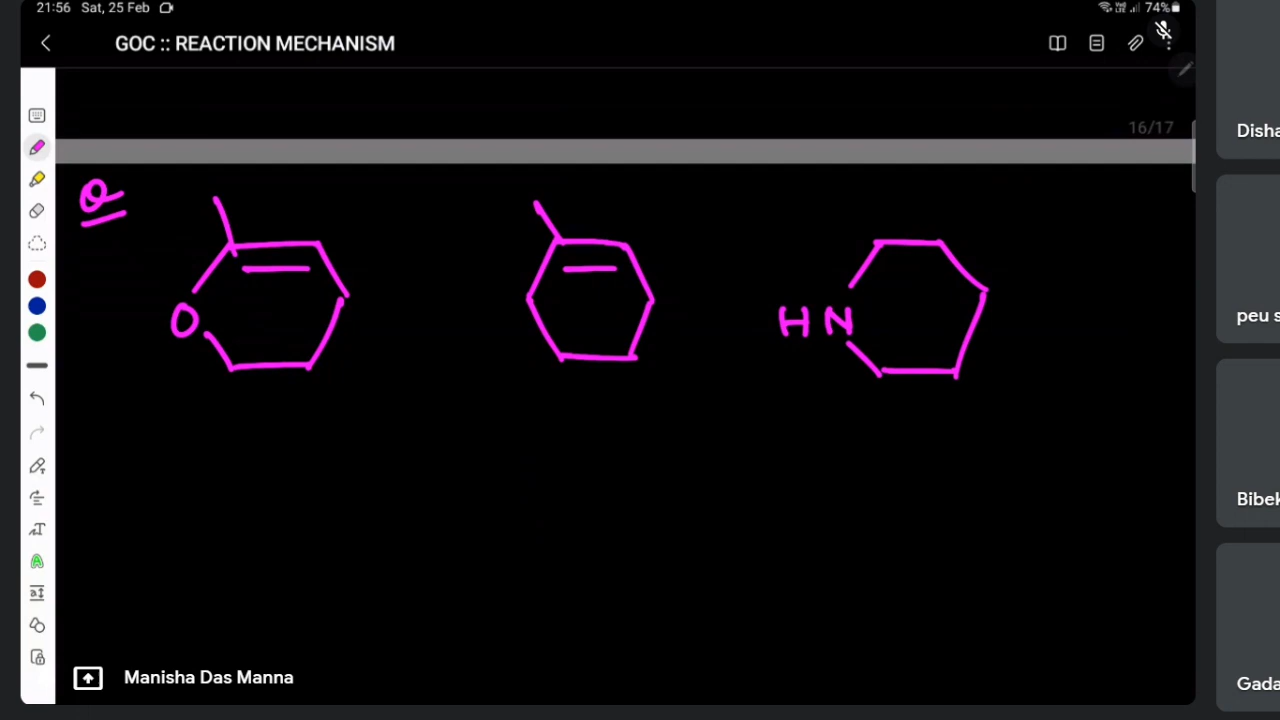 21:56 Sat, 25 Feb
74%
GOC :: REACTION MECHANISM
16/17
Q
O
HN
Manisha Das Manna
Disha
peu s
Bibek
Gada